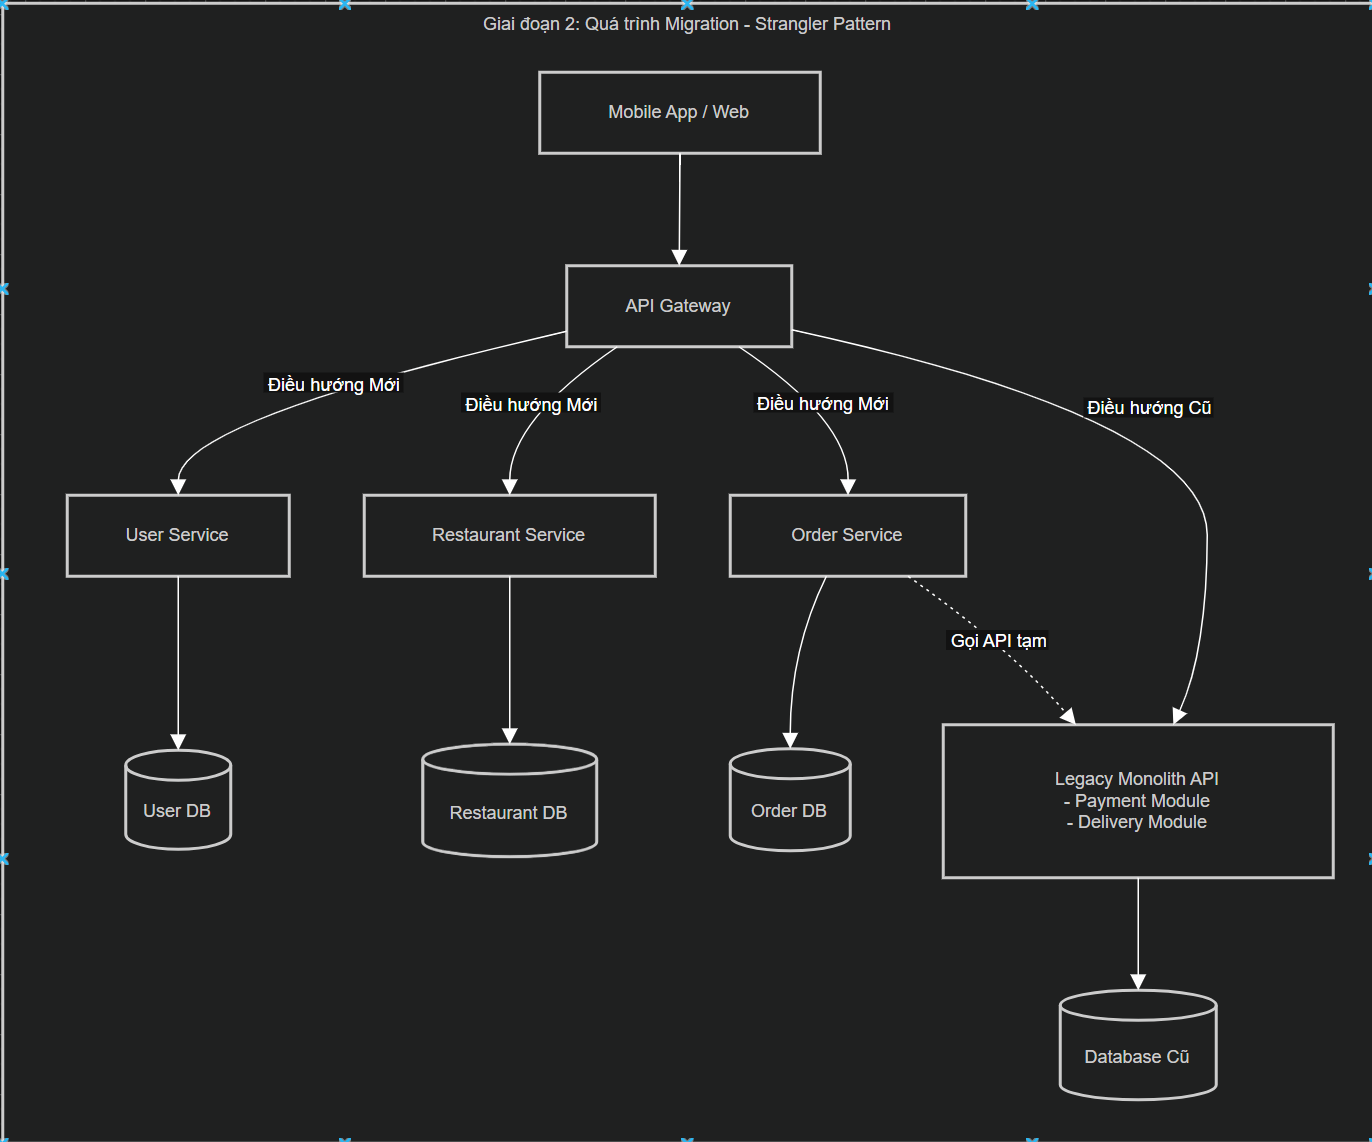 Giai đoạn 2: Quá trình Migration - Strangler Pattern
Mobile App / Web
API Gateway
Điều hướng Mới
Điều hướng Mới
Điều hướng Mới
Điều hướng Cũ
User Service
Restaurant Service
Order Service
Gọi API tạm
Legacy Monolith API
- Payment Module
- Delivery Module
User DB
Restaurant DB
Order DB
Database Cũ